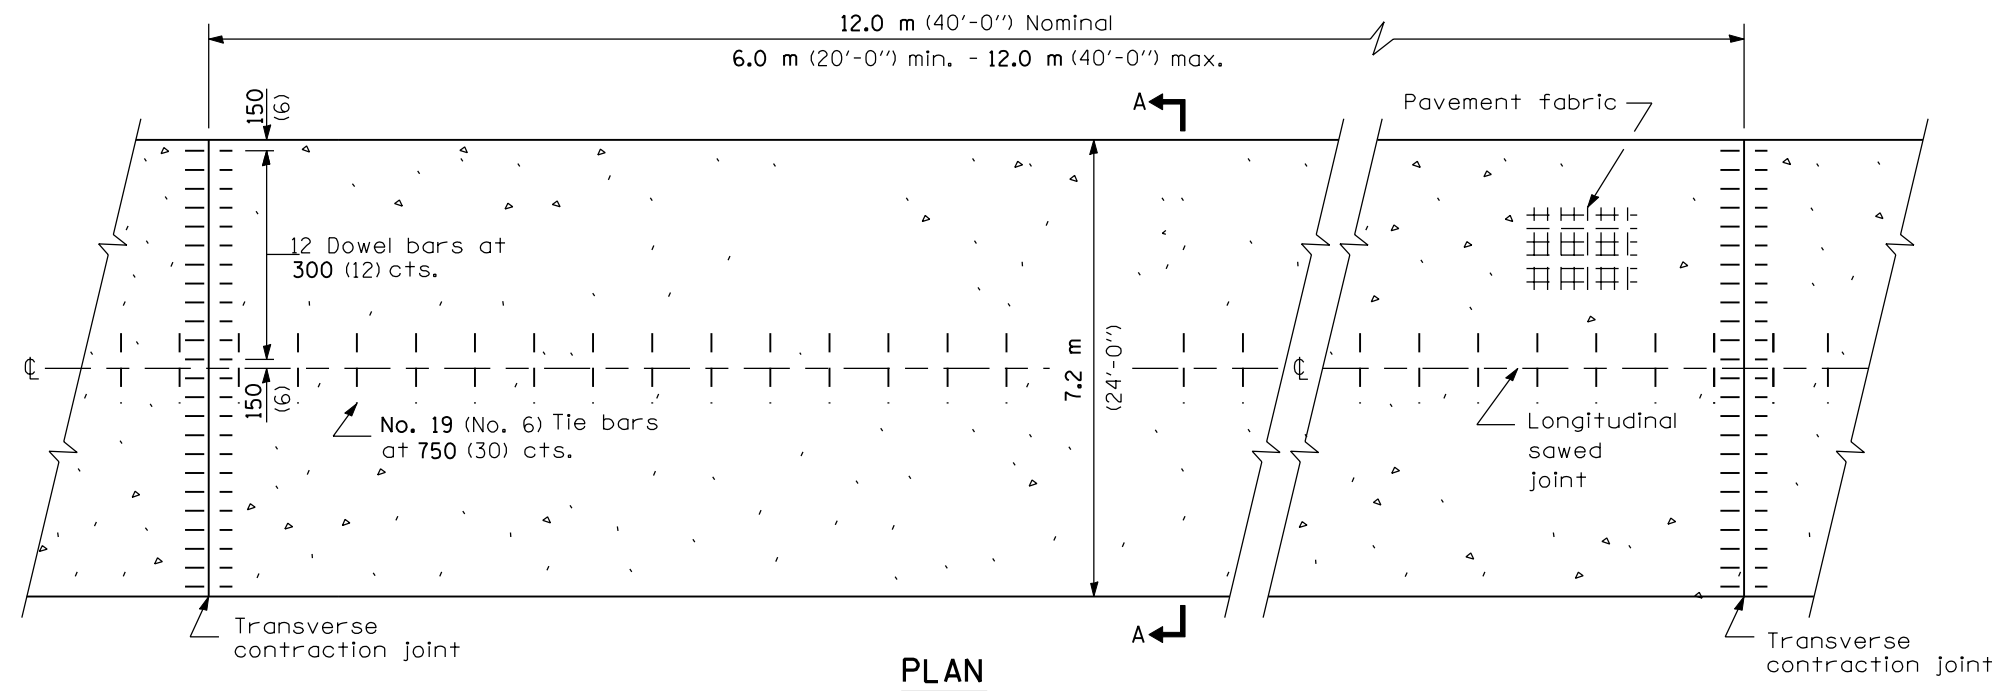 12.0 m (40'-0") Nominal
6.0 m (20'-0") min. - 12.0 m (40'-0") max.
150
(6)
A
Pavement fabric
12 Dowel bars at
300 (12) cts.
7.2 m
(24'-0")
℄
℄
150
(6)
No. 19 (No. 6) Tie bars
at 750 (30) cts.
Longitudinal
sawed
joint
Transverse
contraction joint
A
Transverse
contraction joint
PLAN